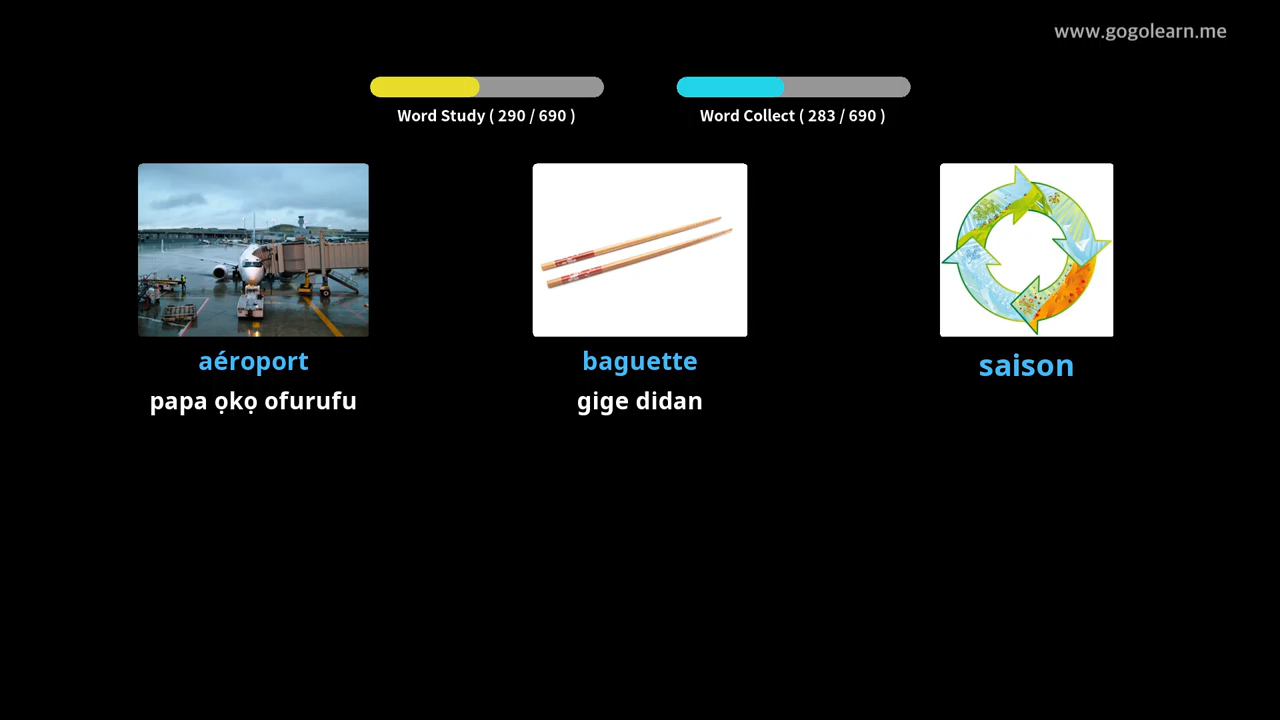 www.gogolearn.me
Word Study ( 290 / 690 )
Word Collect ( 283 / 690 )
aéroport
papa ọkọ ofurufu
baguette
gige didan
saison